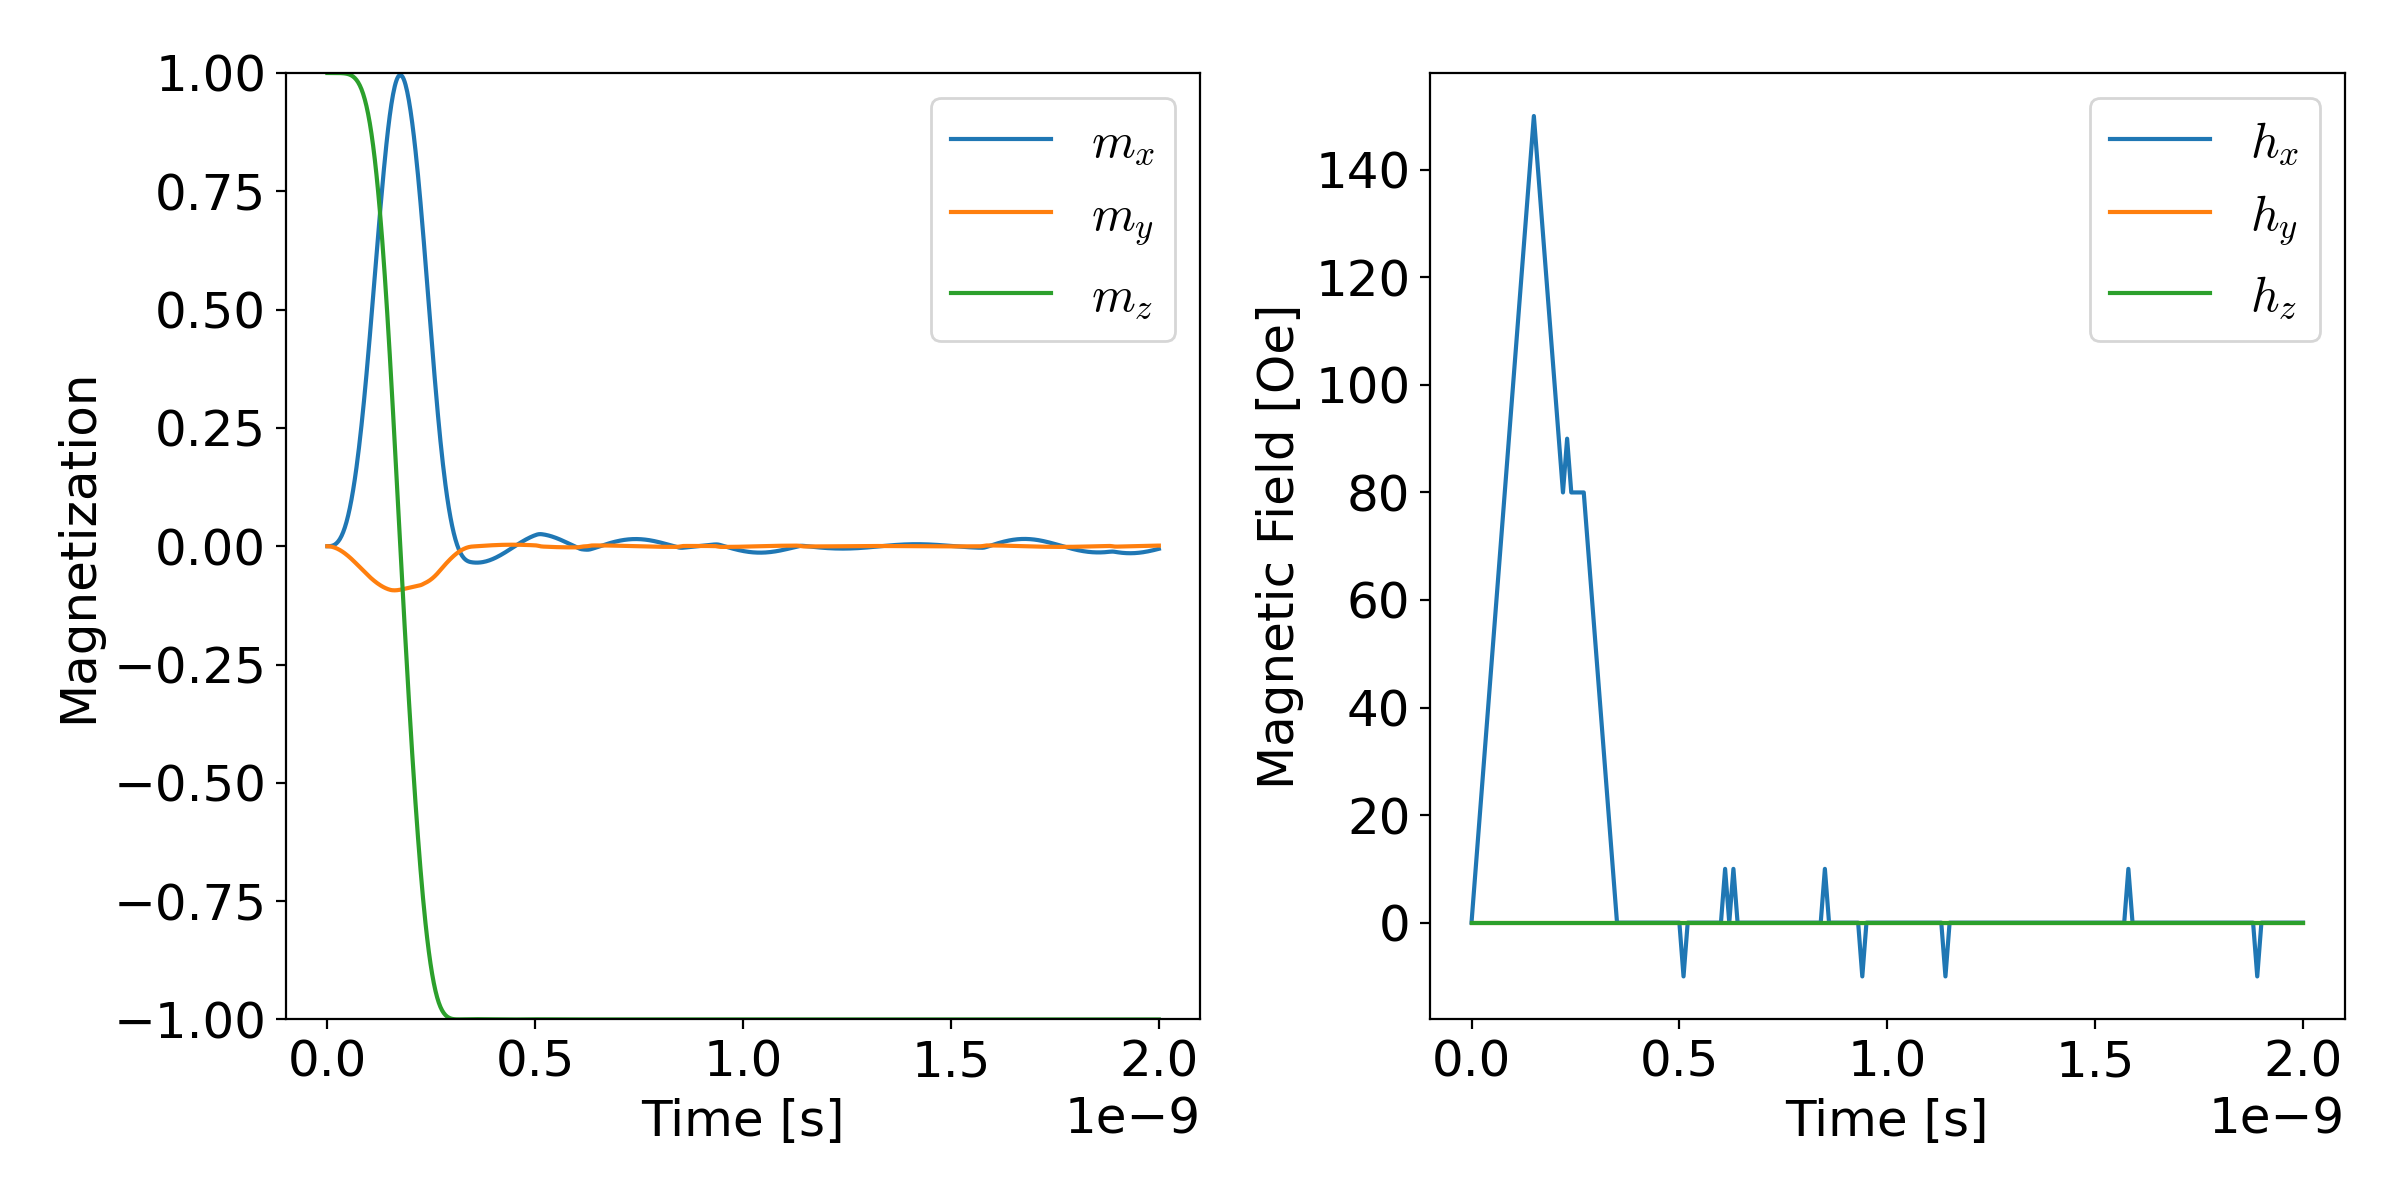 Magnetization
1.00
0.75
0.50
0.25
0.00
−0.25
−0.50
−0.75
−1.00
0.0 0.5 1.0 1.5 2.0
Time [s]
1e−9
m_x
m_y
m_z
Magnetic Field [Oe]
140
120
100
80
60
40
20
0
0.0 0.5 1.0 1.5 2.0
Time [s]
1e−9
h_x
h_y
h_z